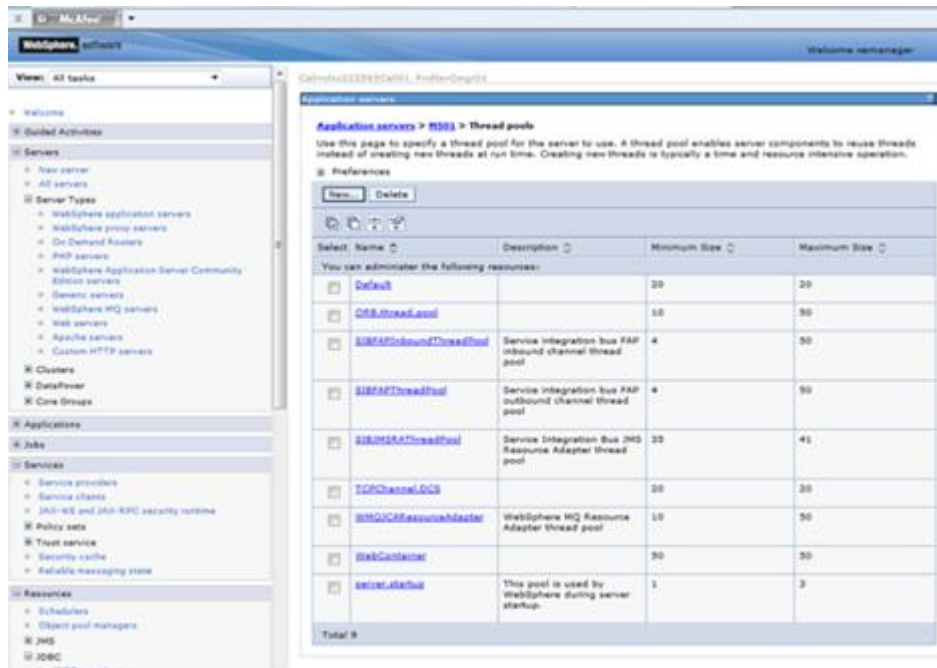 McAfee
WebSphere. software
Welcome vemanager
View: All tasks
Welcome
Guided Activities
Servers
New server
All servers
Server Types
WebSphere application servers
WebSphere proxy servers
On Demand Routers
PHP servers
WebSphere Application Server Community
Edition servers
Generic servers
WebSphere MQ servers
Web servers
Apache servers
Custom HTTP servers
Clusters
DataPower
Core Groups
Applications
Jobs
Services
Service providers
Service clients
JAX-WS and JAX-RPC security runtime
Policy sets
Trust service
Security cache
Reliable messaging state
Resources
Schedulers
Object pool managers
JMS
JDBC
Application servers
?
Application servers > MS01 > Thread pools
Use this page to specify a thread pool for the server to use. A thread pool enables server components to reuse threads
instead of creating new threads at run time. Creating new threads is typically a time and resource intensive operation.
Preferences
New... Delete
Select Name Description Minimum Size Maximum Size
You can administer the following resources:
Default 20 20
ORB.thread.pool 10 50
SIBFAPInboundThreadPool Service integration bus FAP 4 50
inbound channel thread
pool
SIBFAPThreadPool Service integration bus FAP 4 50
outbound channel thread
pool
SIBJMSRAThreadPool Service Integration Bus JMS 35 41
Resource Adapter thread
pool
TCPChannel.DCS 20 20
WMQJCAResourceAdapter WebSphere MQ Resource 10 50
Adapter thread pool
WebContainer 50 50
server.startup This pool is used by 1 3
WebSphere during server
startup.
Total 9